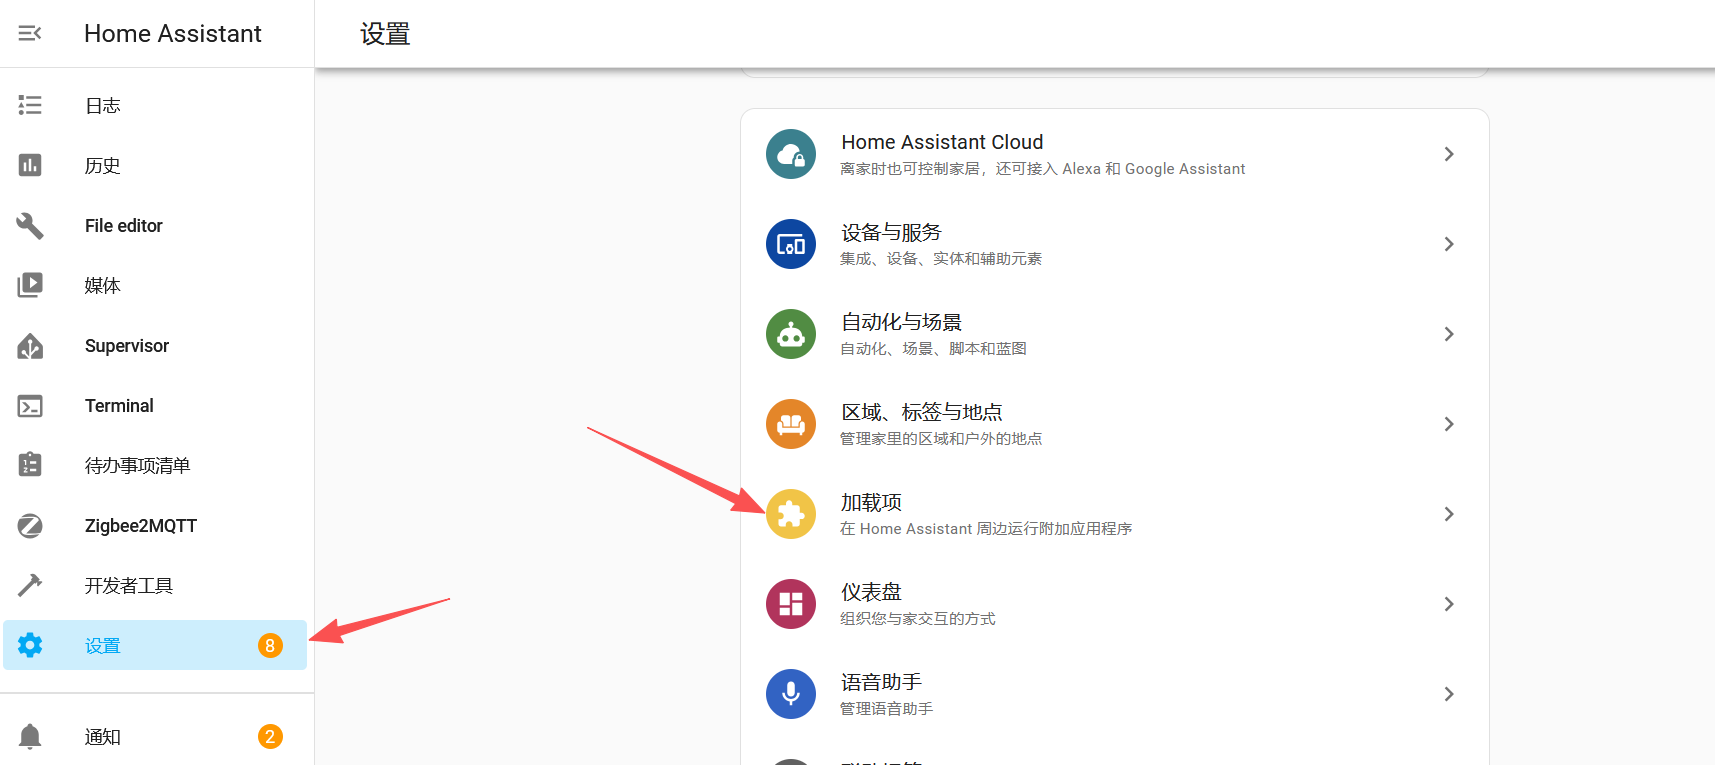 Home Assistant
日志
历史
File editor
媒体
Supervisor
Terminal
待办事项清单
Zigbee2MQTT
开发者工具
设置
8
通知
2
设置
Home Assistant Cloud
离家时也可控制家居，还可接入 Alexa 和 Google Assistant
设备与服务
集成、设备、实体和辅助元素
自动化与场景
自动化、场景、脚本和蓝图
区域、标签与地点
管理家里的区域和户外的地点
加载项
在 Home Assistant 周边运行附加应用程序
仪表盘
组织您与家交互的方式
语音助手
管理语音助手